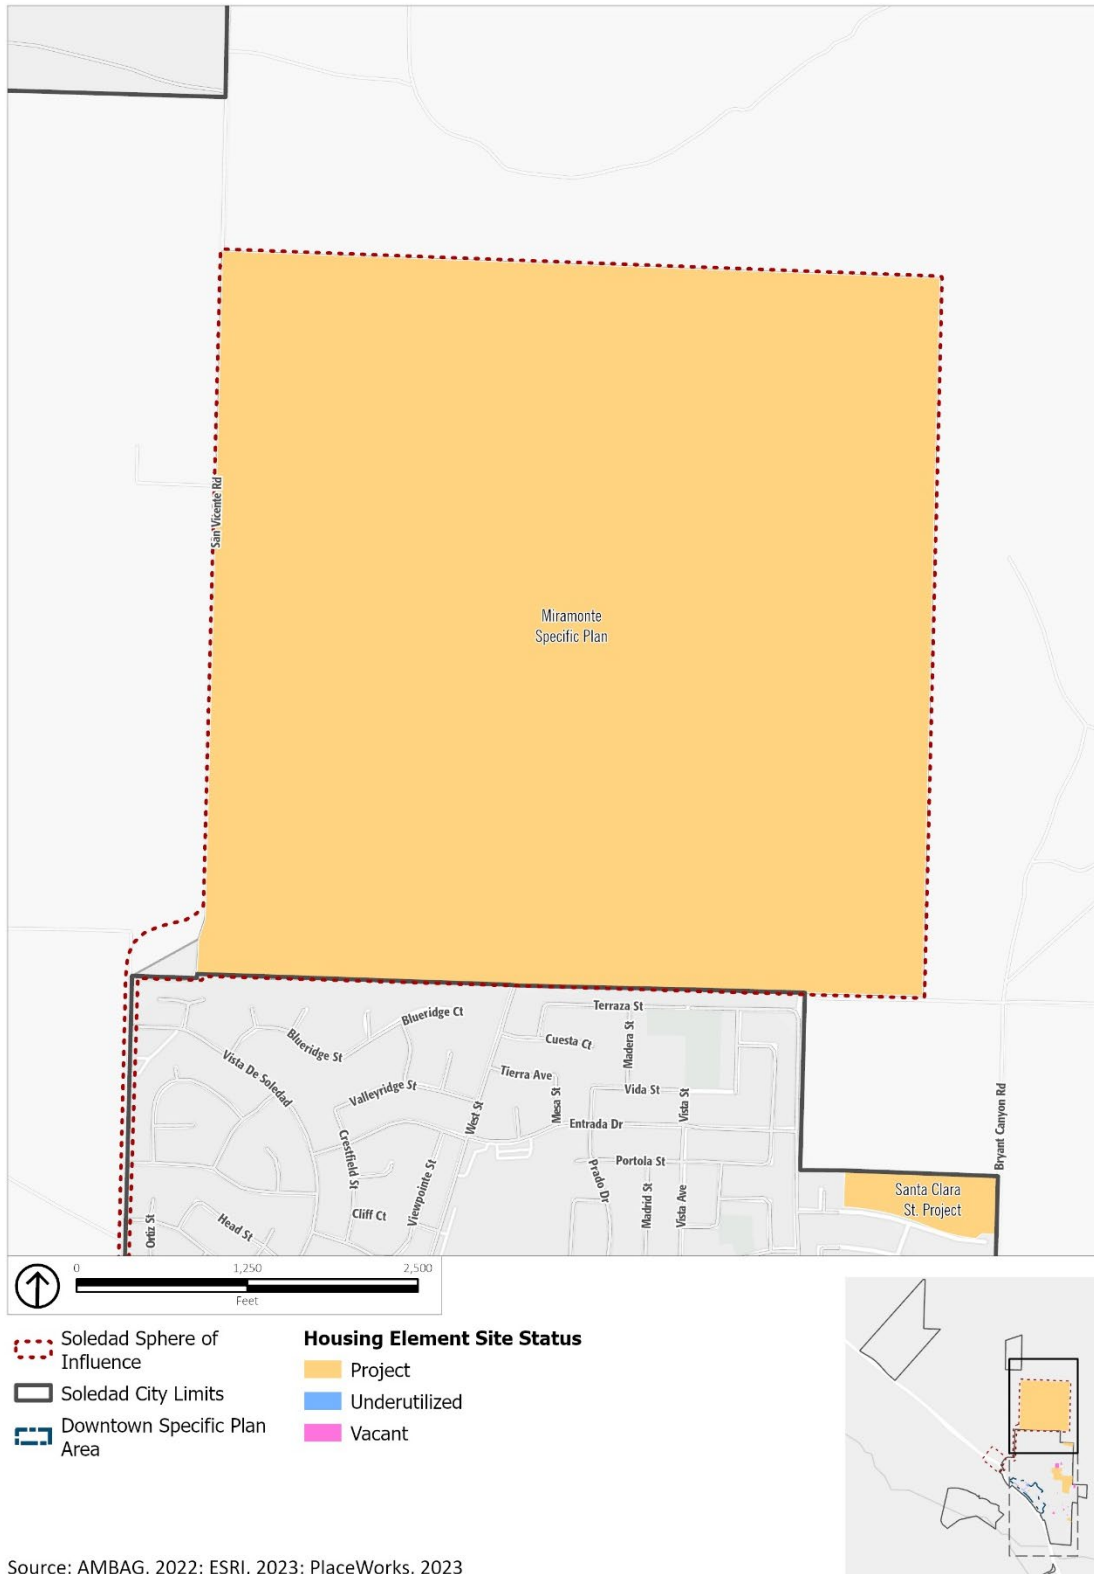 San Vicente Rd
Miramonte
Specific Plan
Terraza St
Blueridge Ct
Madera St
Blueridge St
Cuesta Ct
Vista De Soledad
Tierra Ave
Valleyridge St
Mesa St
Vida St
Vista St
West St
Entrada Dr
Bryant Canyon Rd
Crestfield St
Portola St
Viewpointe St
Prado Dr
Madrid St
Vista Ave
Santa Clara
St. Project
Ortiz St
Head St
Cliff Ct
0 1,250 2,500
Feet
Soledad Sphere of
Influence
Soledad City Limits
Downtown Specific Plan
Area
Housing Element Site Status
Project
Underutilized
Vacant
Source: AMBAG, 2022; ESRI, 2023; PlaceWorks, 2023